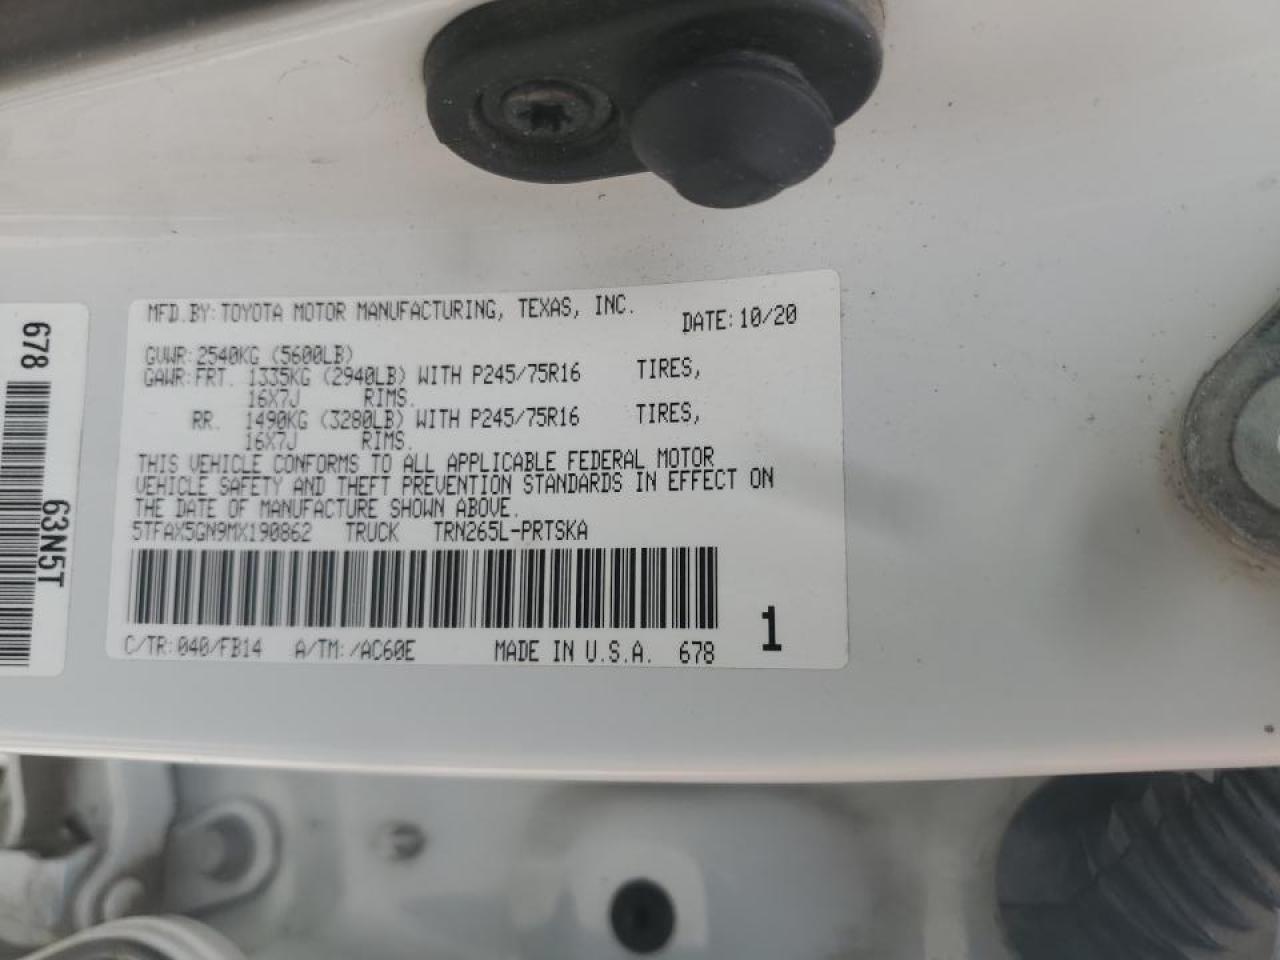 MFD.BY:TOYOTA MOTOR MANUFACTURING, TEXAS, INC. DATE:10/20
GVWR:2540KG (5600LB)
GAWR:FRT. 1335KG (2940LB) WITH P245/75R16 TIRES,
16X7J RIMS.
RR. 1490KG (3280LB) WITH P245/75R16 TIRES,
16X7J RIMS.
THIS VEHICLE CONFORMS TO ALL APPLICABLE FEDERAL MOTOR
VEHICLE SAFETY AND THEFT PREVENTION STANDARDS IN EFFECT ON
THE DATE OF MANUFACTURE SHOWN ABOVE.
5TFAX5GN9MX190862 TRUCK TRN265L-PRTSKA
C/TR:040/FB14 A/TM:/AC60E MADE IN U.S.A. 678 1
678
63N5T